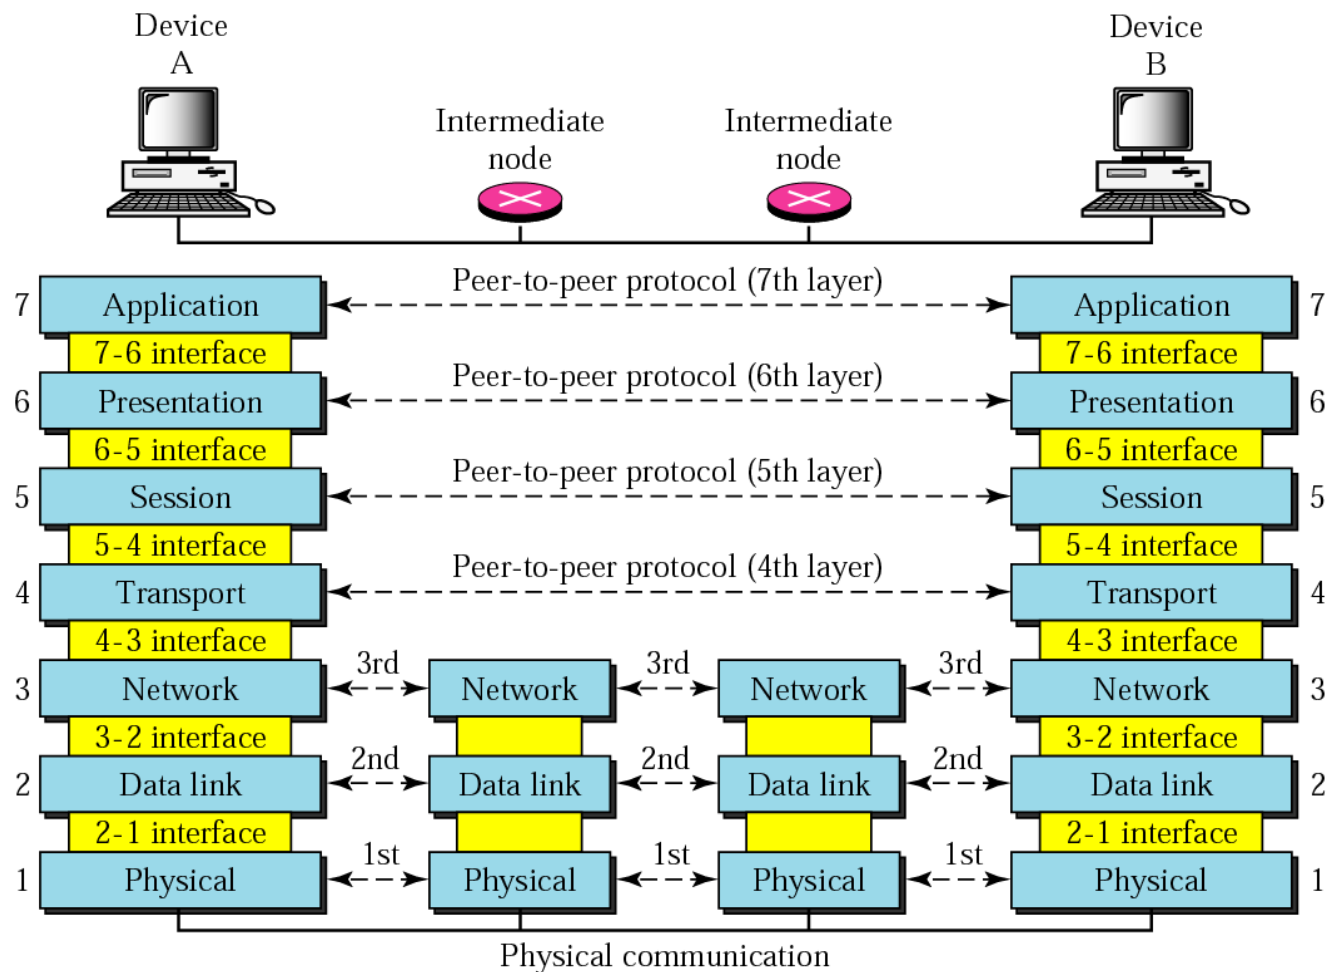 Device
A
Device
B
Intermediate
node
Intermediate
node
7 Application Peer-to-peer protocol (7th layer) Application 7
7-6 interface 7-6 interface
6 Presentation Peer-to-peer protocol (6th layer) Presentation 6
6-5 interface 6-5 interface
5 Session Peer-to-peer protocol (5th layer) Session 5
5-4 interface 5-4 interface
4 Transport Peer-to-peer protocol (4th layer) Transport 4
4-3 interface 4-3 interface
3 Network 3rd Network 3rd Network 3rd Network 3
3-2 interface 3-2 interface
2 Data link 2nd Data link 2nd Data link 2nd Data link 2
2-1 interface 2-1 interface
1 Physical 1st Physical 1st Physical 1st Physical 1
Physical communication